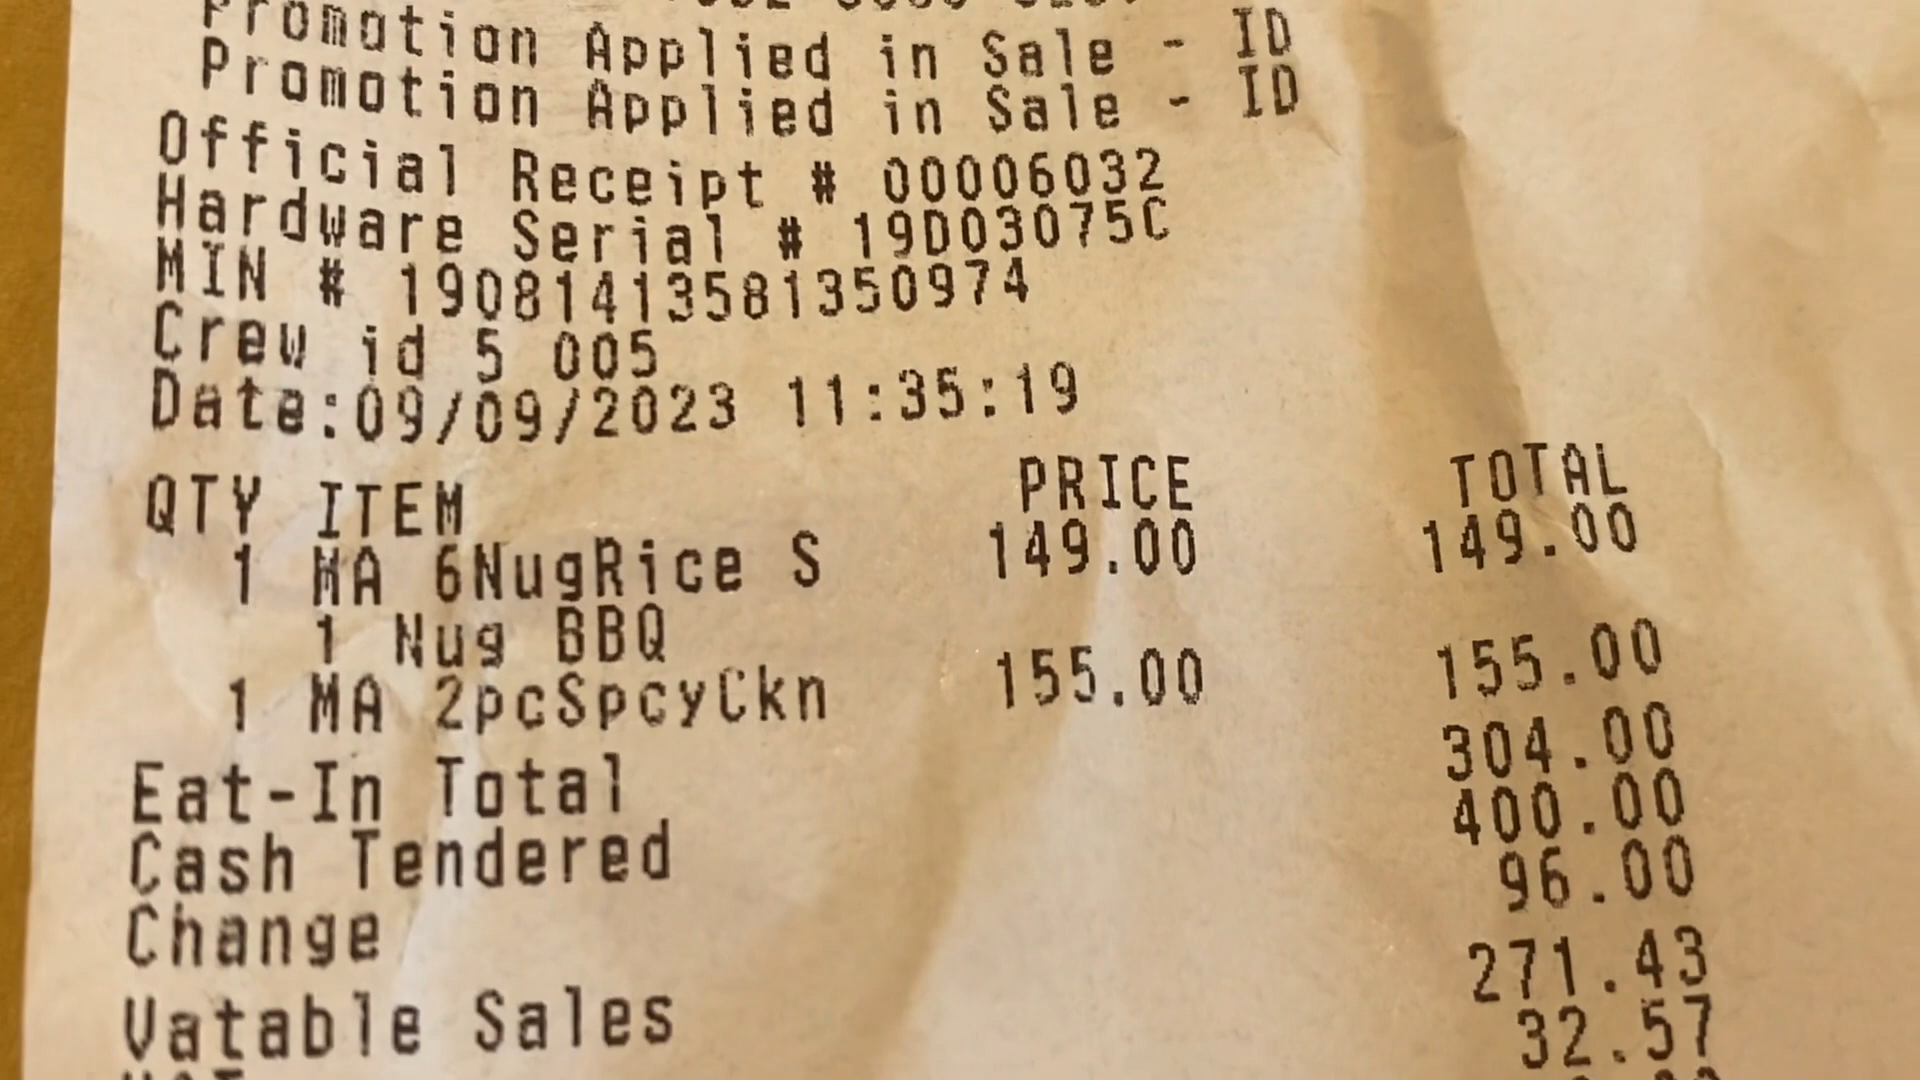 Promotion Applied in Sale - ID
Promotion Applied in Sale - ID
Official Receipt # 00006032
Hardware Serial # 19D03075C
MIN # 19081413581350974
Crew id 5 005
Date:09/09/2023 11:35:19
QTY ITEM PRICE TOTAL
1 MA 6NugRice S 149.00 149.00
1 Nug BBQ
1 MA 2pcSpcyCkn 155.00 155.00
Eat-In Total 304.00
Cash Tendered 400.00
Change 96.00
Vatable Sales 271.43
32.57